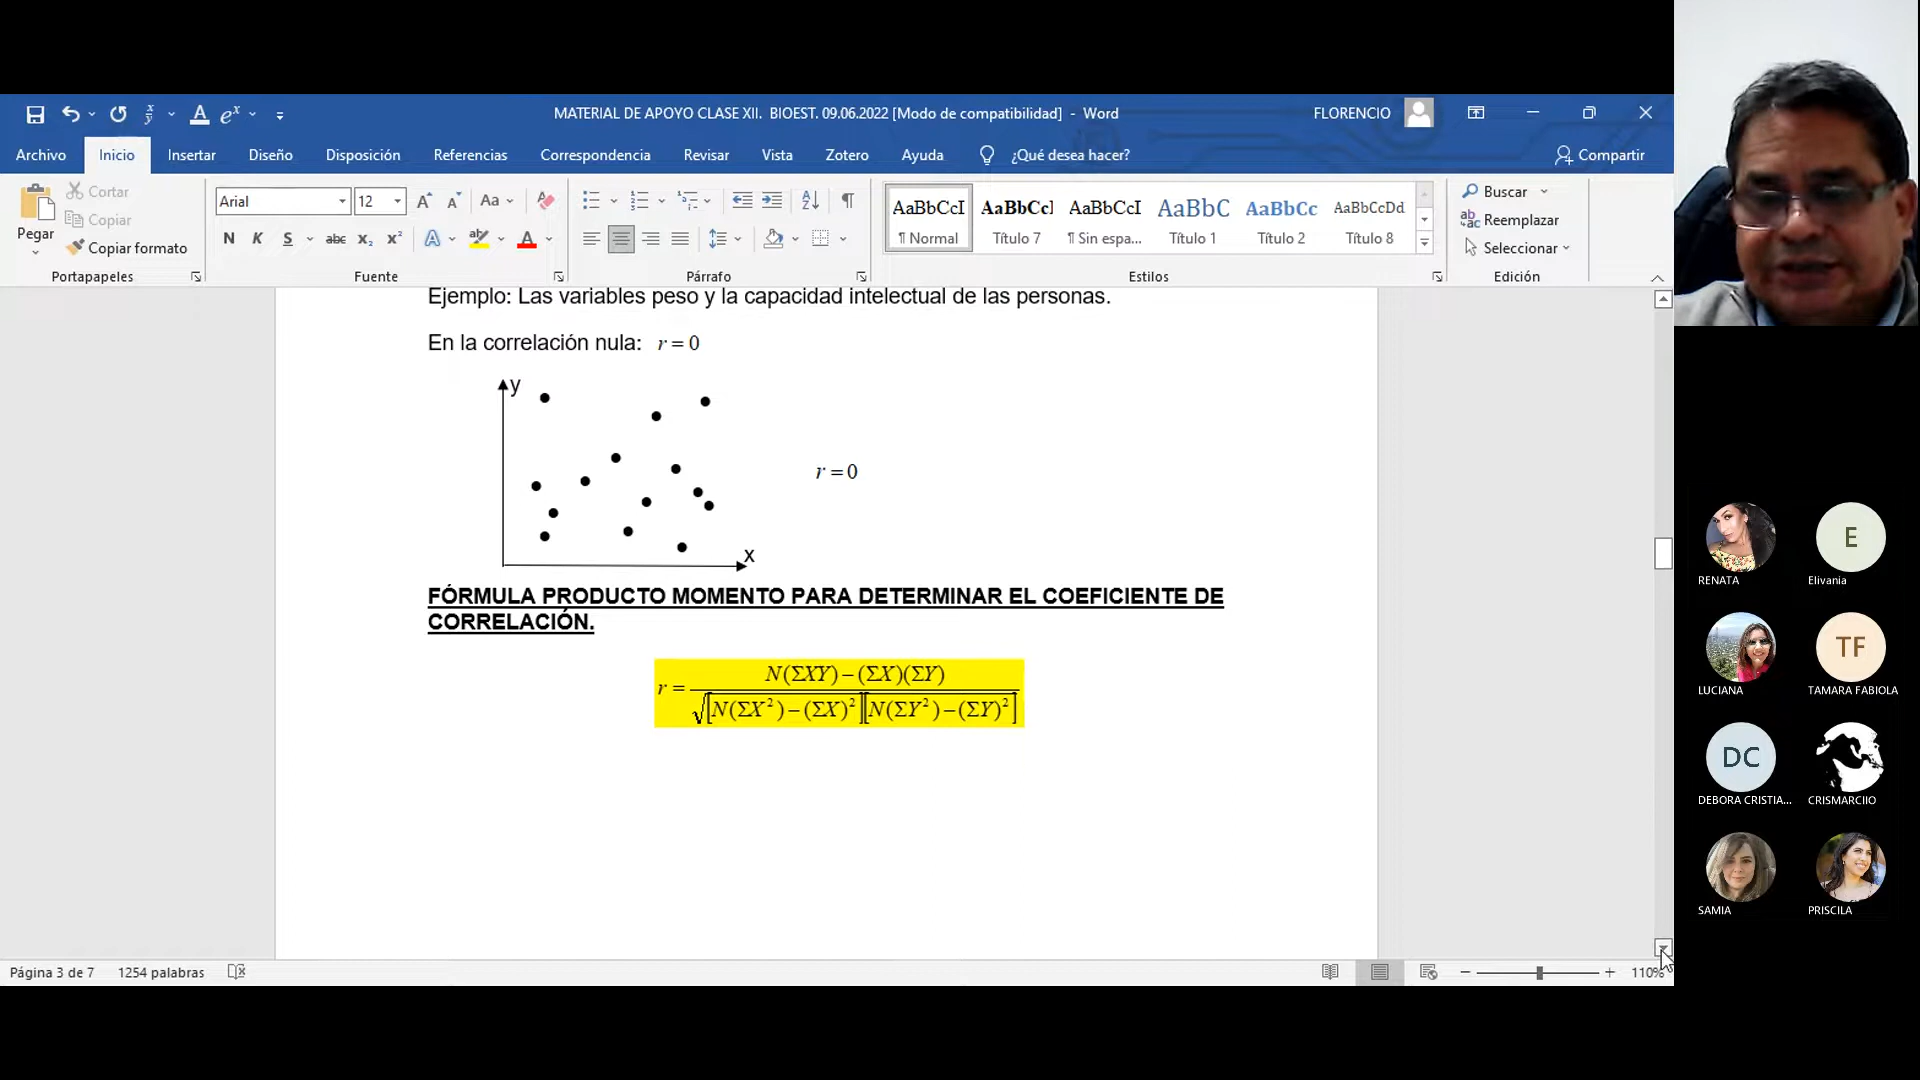 MATERIAL DE APOYO CLASE XII. BIOEST. 09.06.2022 [Modo de compatibilidad] - Word
FLORENCIO
Archivo Inicio Insertar Diseño Disposición Referencias Correspondencia Revisar Vista Zotero Ayuda ¿Qué desea hacer? Compartir
Pegar
Cortar
Copiar
Copiar formato
Portapapeles
Arial 12
Aa
N K S abc x₂ x²
Fuente
Párrafo
AaBbCcI AaBbCcI AaBbCcI AaBbC AaBbCc AaBbCcDd
¶ Normal Título 7 ¶ Sin espa... Título 1 Título 2 Título 8
Estilos
Buscar
Reemplazar
Seleccionar
Edición
Ejemplo: Las variables peso y la capacidad intelectual de las personas.
En la correlación nula: r = 0
y
r = 0
x
FÓRMULA PRODUCTO MOMENTO PARA DETERMINAR EL COEFICIENTE DE
CORRELACIÓN.
r = N(ΣXY) – (ΣX)(ΣY)
√[N(ΣX²) – (ΣX)²][N(ΣY²) – (ΣY)²]
Página 3 de 7 1254 palabras 110%
RENATA
E
Elivania
LUCIANA
TF
TAMARA FABIOLA
DC
DEBORA CRISTIA...
CRISMARCIIO
SAMIA
PRISCILA